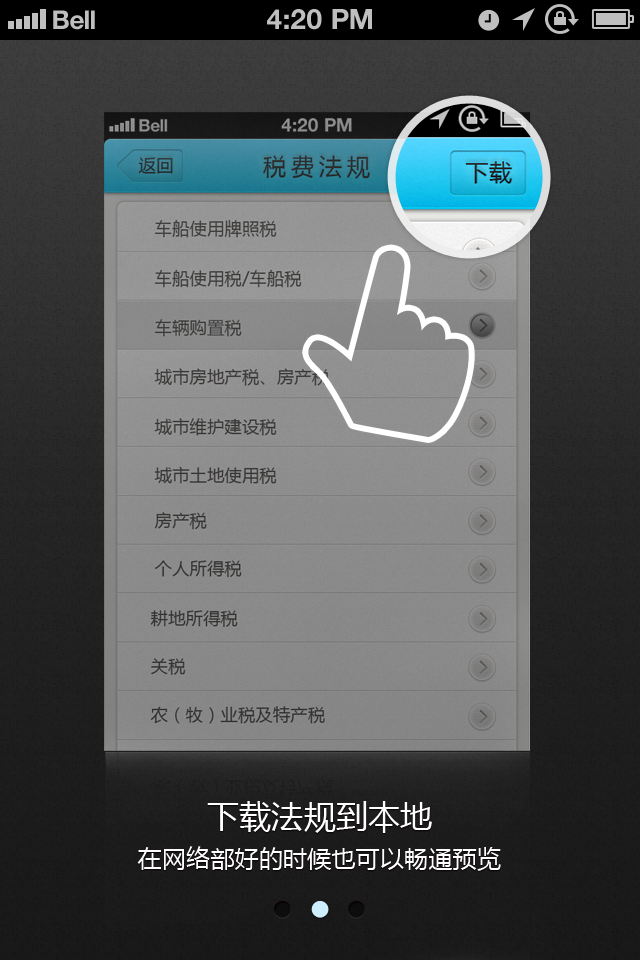 Bell 4:20 PM
Bell 4:20 PM
返回 税费法规 下载
车船使用牌照税
车船使用税/车船税
车辆购置税
城市房地产税、房产税
城市维护建设税
城市土地使用税
房产税
个人所得税
耕地所得税
关税
农（牧）业税及特产税
下载法规到本地
在网络部好的时候也可以畅通预览